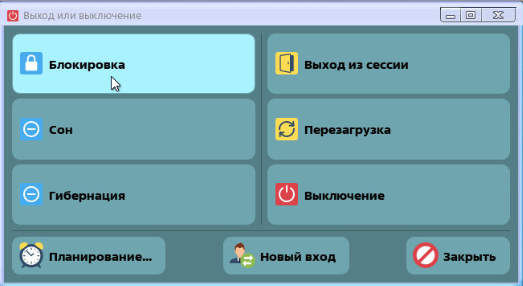 Выход или выключение
Блокировка
Выход из сессии
Сон
Перезагрузка
Гибернация
Выключение
Планирование...
Новый вход
Закрыть